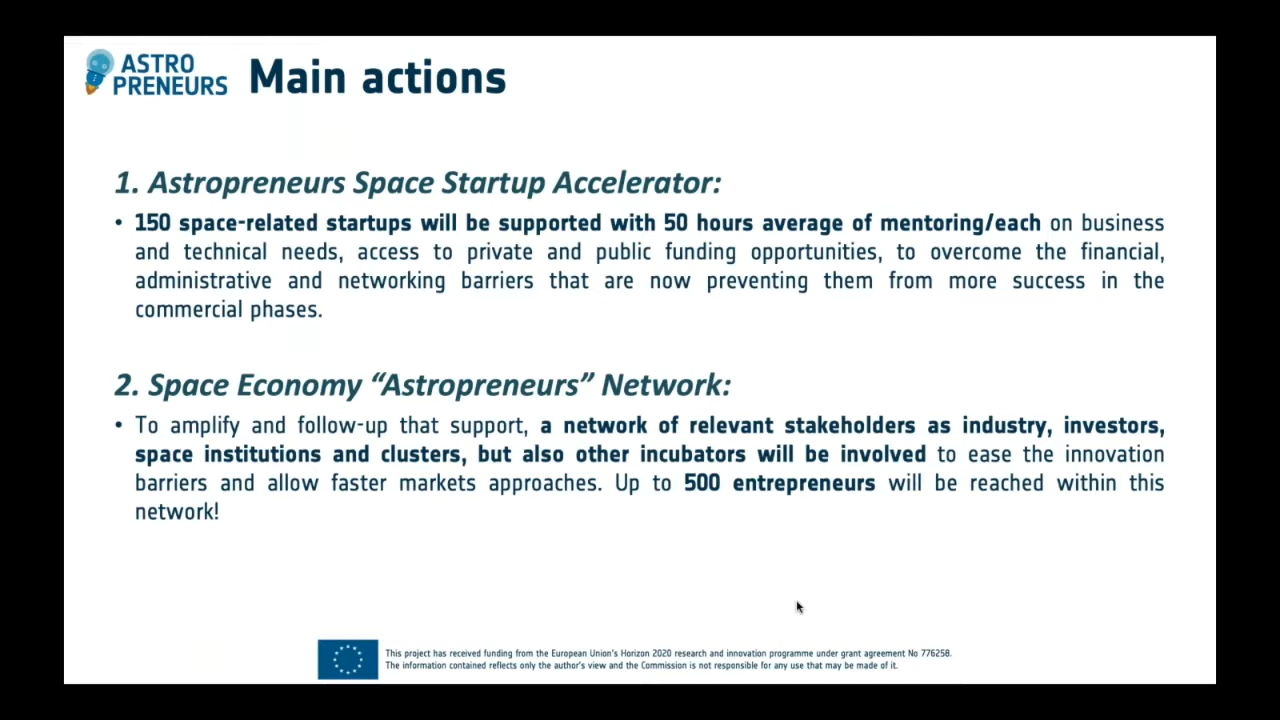 ASTRO
PRENEURS
Main actions
1. Astropreneurs Space Startup Accelerator:
• 150 space-related startups will be supported with 50 hours average of mentoring/each on business
and technical needs, access to private and public funding opportunities, to overcome the financial,
administrative and networking barriers that are now preventing them from more success in the
commercial phases.
2. Space Economy “Astropreneurs” Network:
• To amplify and follow-up that support, a network of relevant stakeholders as industry, investors,
space institutions and clusters, but also other incubators will be involved to ease the innovation
barriers and allow faster markets approaches. Up to 500 entrepreneurs will be reached within this
network!
This project has received funding from the European Union's Horizon 2020 research and innovation programme under grant agreement No 776258.
The information contained reflects only the author's view and the Commission is not responsible for any use that may be made of it.